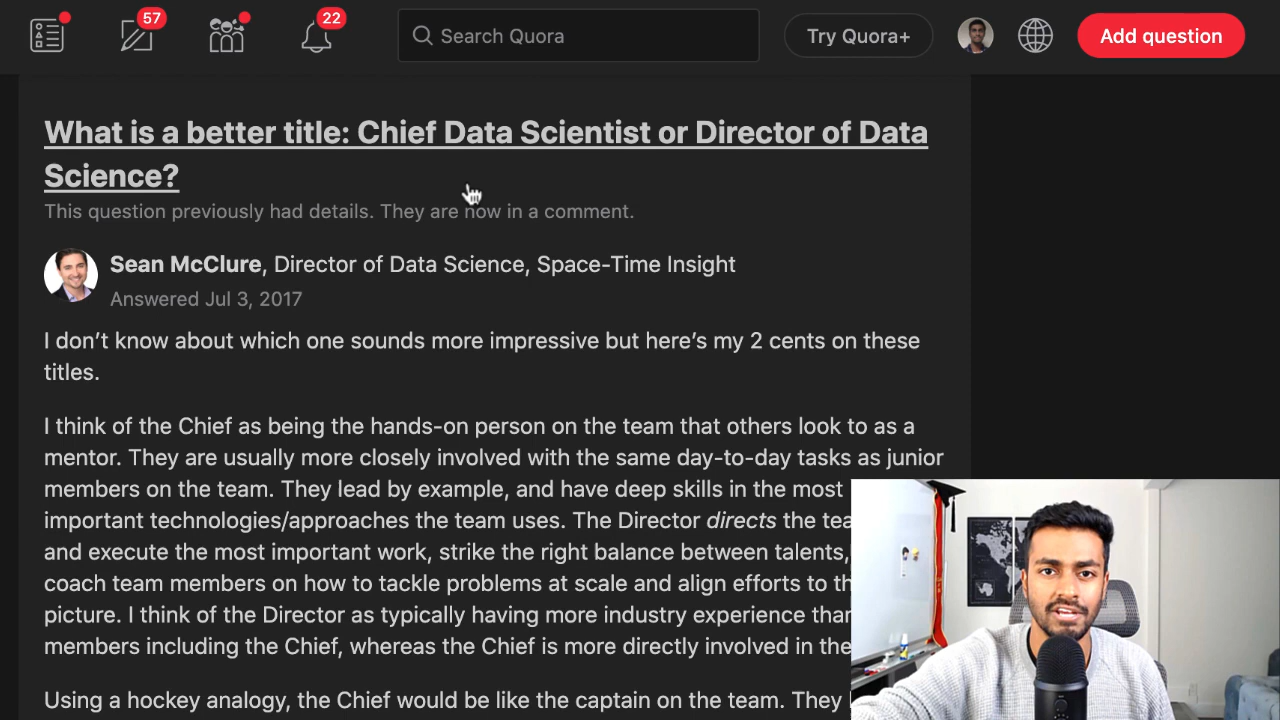 57
22
Search Quora
Try Quora+
Add question
What is a better title: Chief Data Scientist or Director of Data
Science?
This question previously had details. They are now in a comment.
Sean McClure, Director of Data Science, Space-Time Insight
Answered Jul 3, 2017
I don’t know about which one sounds more impressive but here’s my 2 cents on these
titles.
I think of the Chief as being the hands-on person on the team that others look to as a
mentor. They are usually more closely involved with the same day-to-day tasks as junior
members on the team. They lead by example, and have deep skills in the most
important technologies/approaches the team uses. The Director directs the
and execute the most important work, strike the right balance between talents,
coach team members on how to tackle problems at scale and align efforts to
picture. I think of the Director as typically having more industry experience
members including the Chief, whereas the Chief is more directly involved in the
Using a hockey analogy, the Chief would be like the captain on the team. They